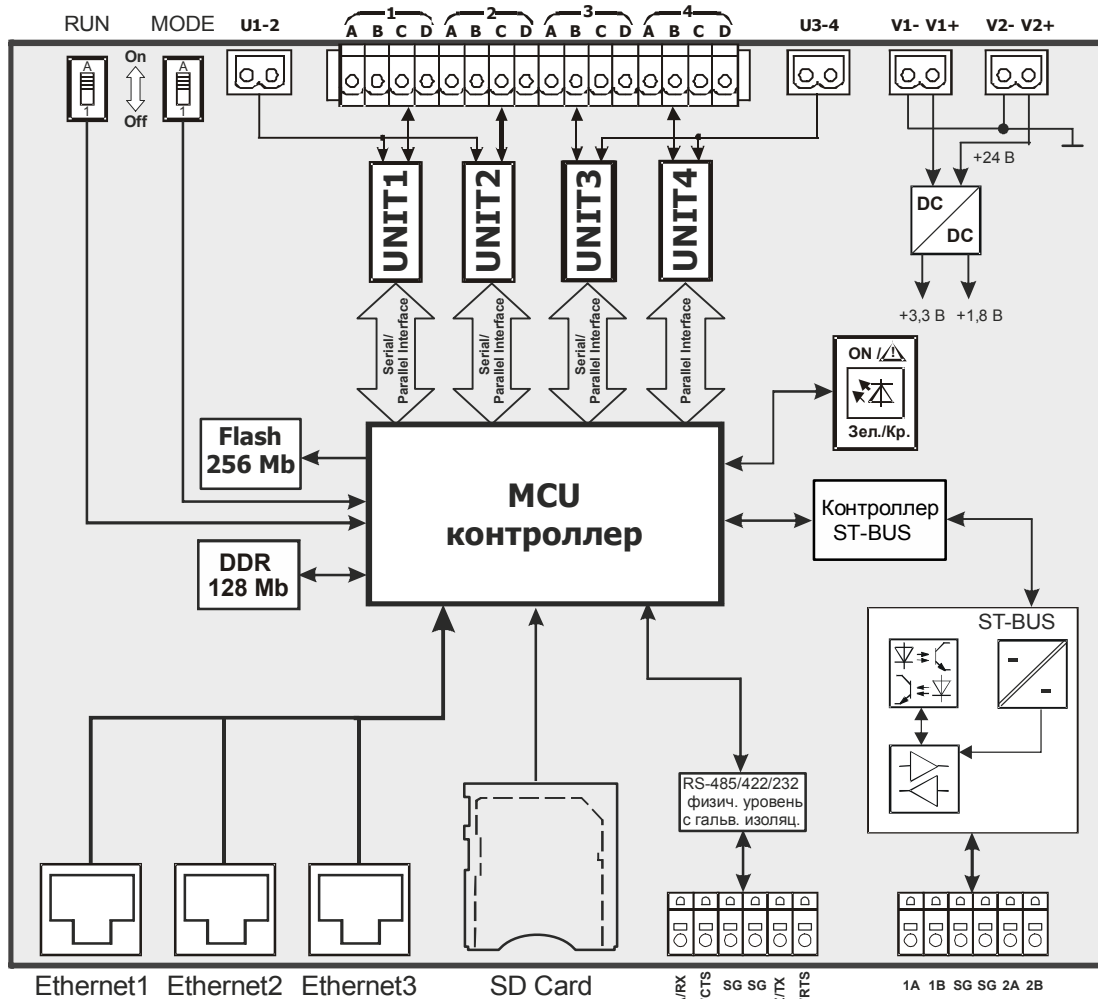 RUN MODE U1-2 1 2 3 4 U3-4 V1- V1+ V2- V2+
A B C D A B C D A B C D A B C D
On
Off
A
1
A
1
+24 В
UNIT1
UNIT2
UNIT3
UNIT4
DC
DC
+3,3 В +1,8 В
Serial/
Parallel Interface
Serial/
Parallel Interface
Serial/
Parallel Interface
Serial/
Parallel Interface
ON /
Зел./Кр.
Flash
256 Mb
MCU
контроллер
Контроллер
ST-BUS
DDR
128 Mb
ST-BUS
RS-485/422/232
физич. уровень
с гальв. изоляц.
/RX
/CTS
SG SG
/TX
/RTS
1A 1B SG SG 2A 2B
Ethernet1 Ethernet2 Ethernet3 SD Card